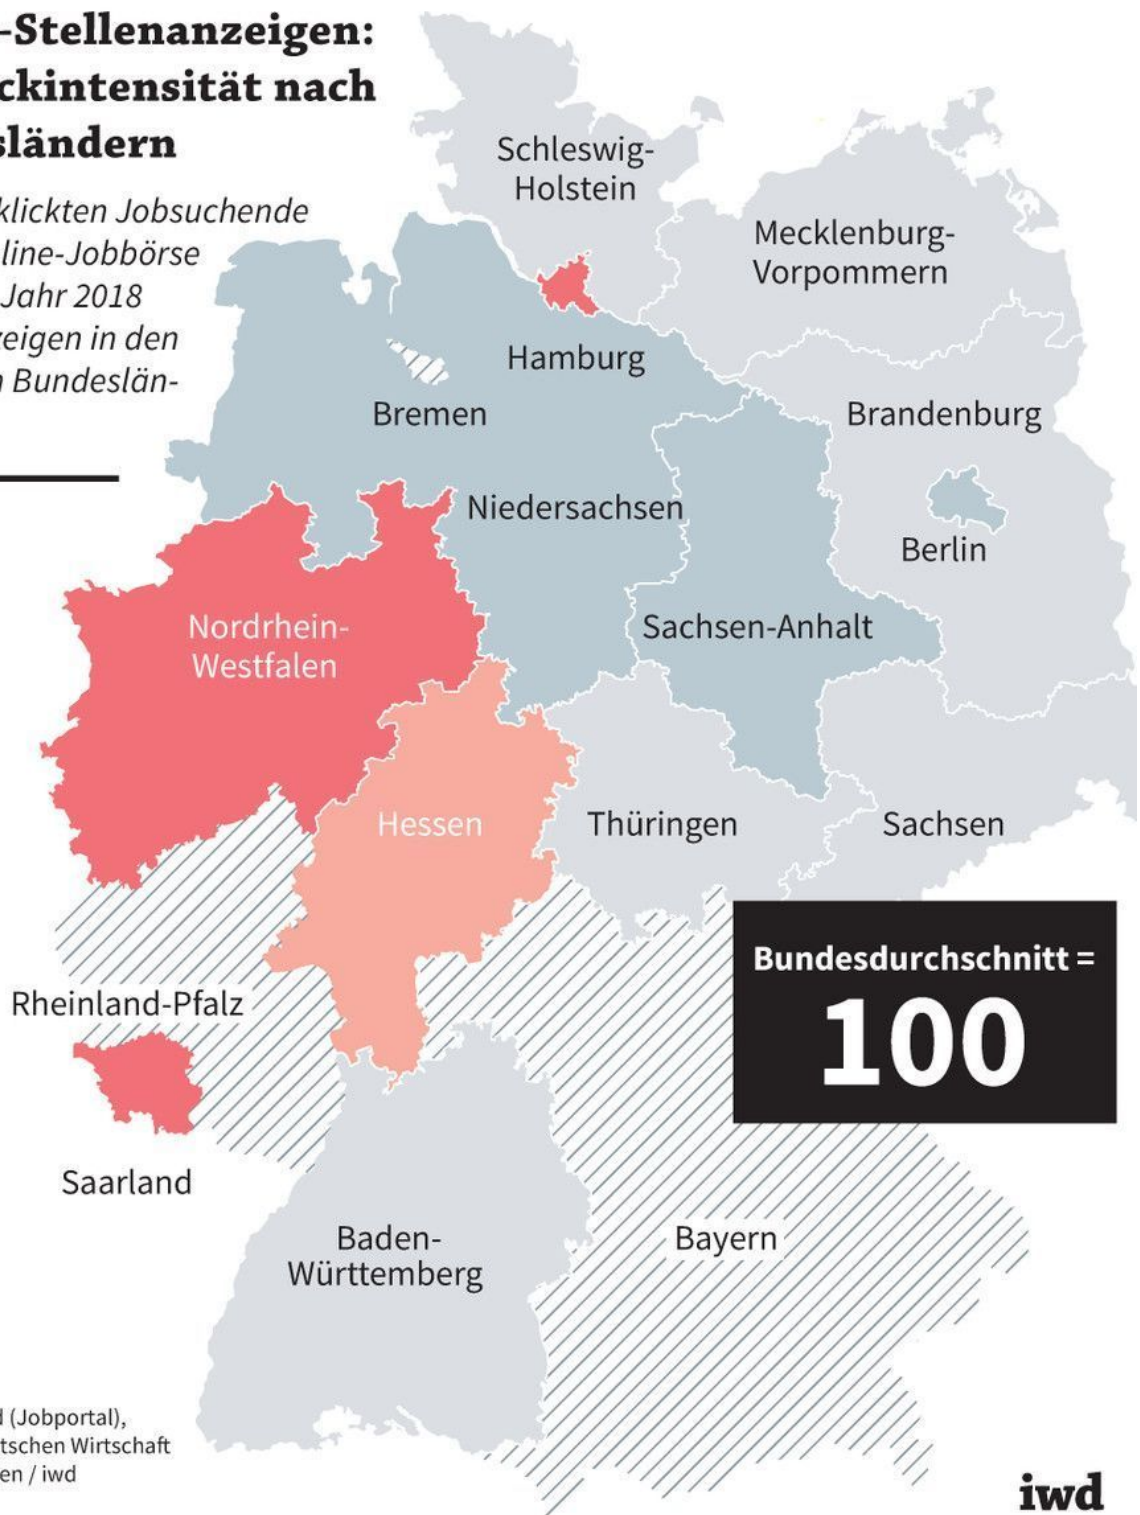 -Stellenanzeigen:
ckintensität nach
sländern
klickten Jobsuchende
line-Jobbörse
Jahr 2018
zeigen in den
n Bundeslän-
Schleswig-
Holstein
Mecklenburg-
Vorpommern
Hamburg
Bremen
Brandenburg
Niedersachsen
Berlin
Nordrhein-
Westfalen
Sachsen-Anhalt
Hessen
Thüringen
Sachsen
Bundesdurchschnitt =
100
Rheinland-Pfalz
Saarland
Baden-
Württemberg
Bayern
d (Jobportal),
tschen Wirtschaft
en / iwd
iwd